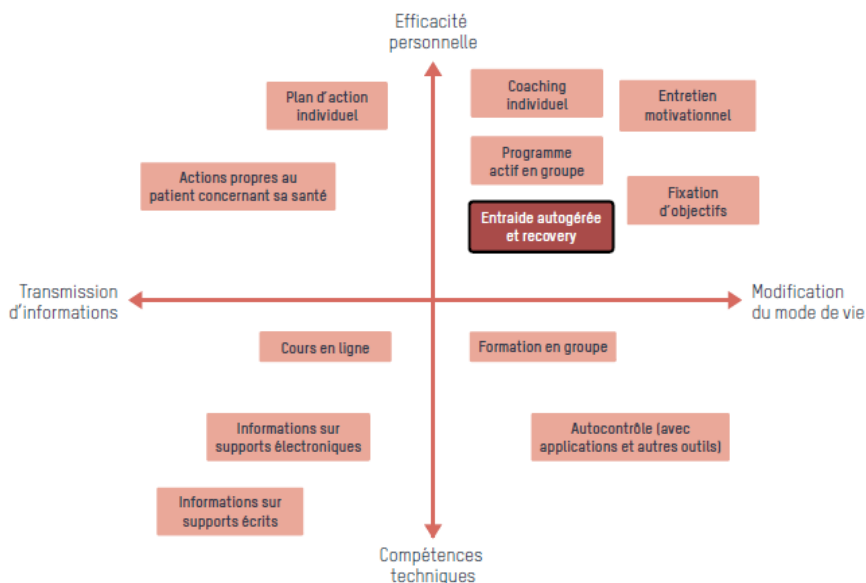 Efficacité
personnelle
Plan d'action
individuel
Coaching
individuel
Entretien
motivationnel
Programme
actif en groupe
Actions propres au
patient concernant sa santé
Fixation
d'objectifs
Entraide autogérée
et recovery
Transmission
d'informations
Modification
du mode de vie
Cours en ligne
Formation en groupe
Informations sur
supports électroniques
Autocontrôle (avec
applications et autres outils)
Informations sur
supports écrits
Compétences
techniques